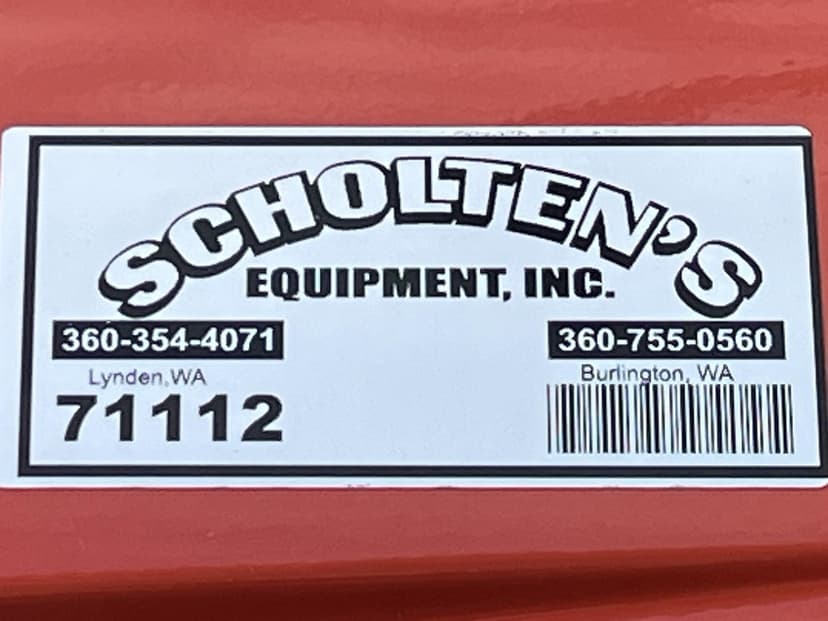 SCHOLTEN'S
EQUIPMENT, INC.
360-354-4071 360-755-0560
Lynden,WA Burlington, WA
71112